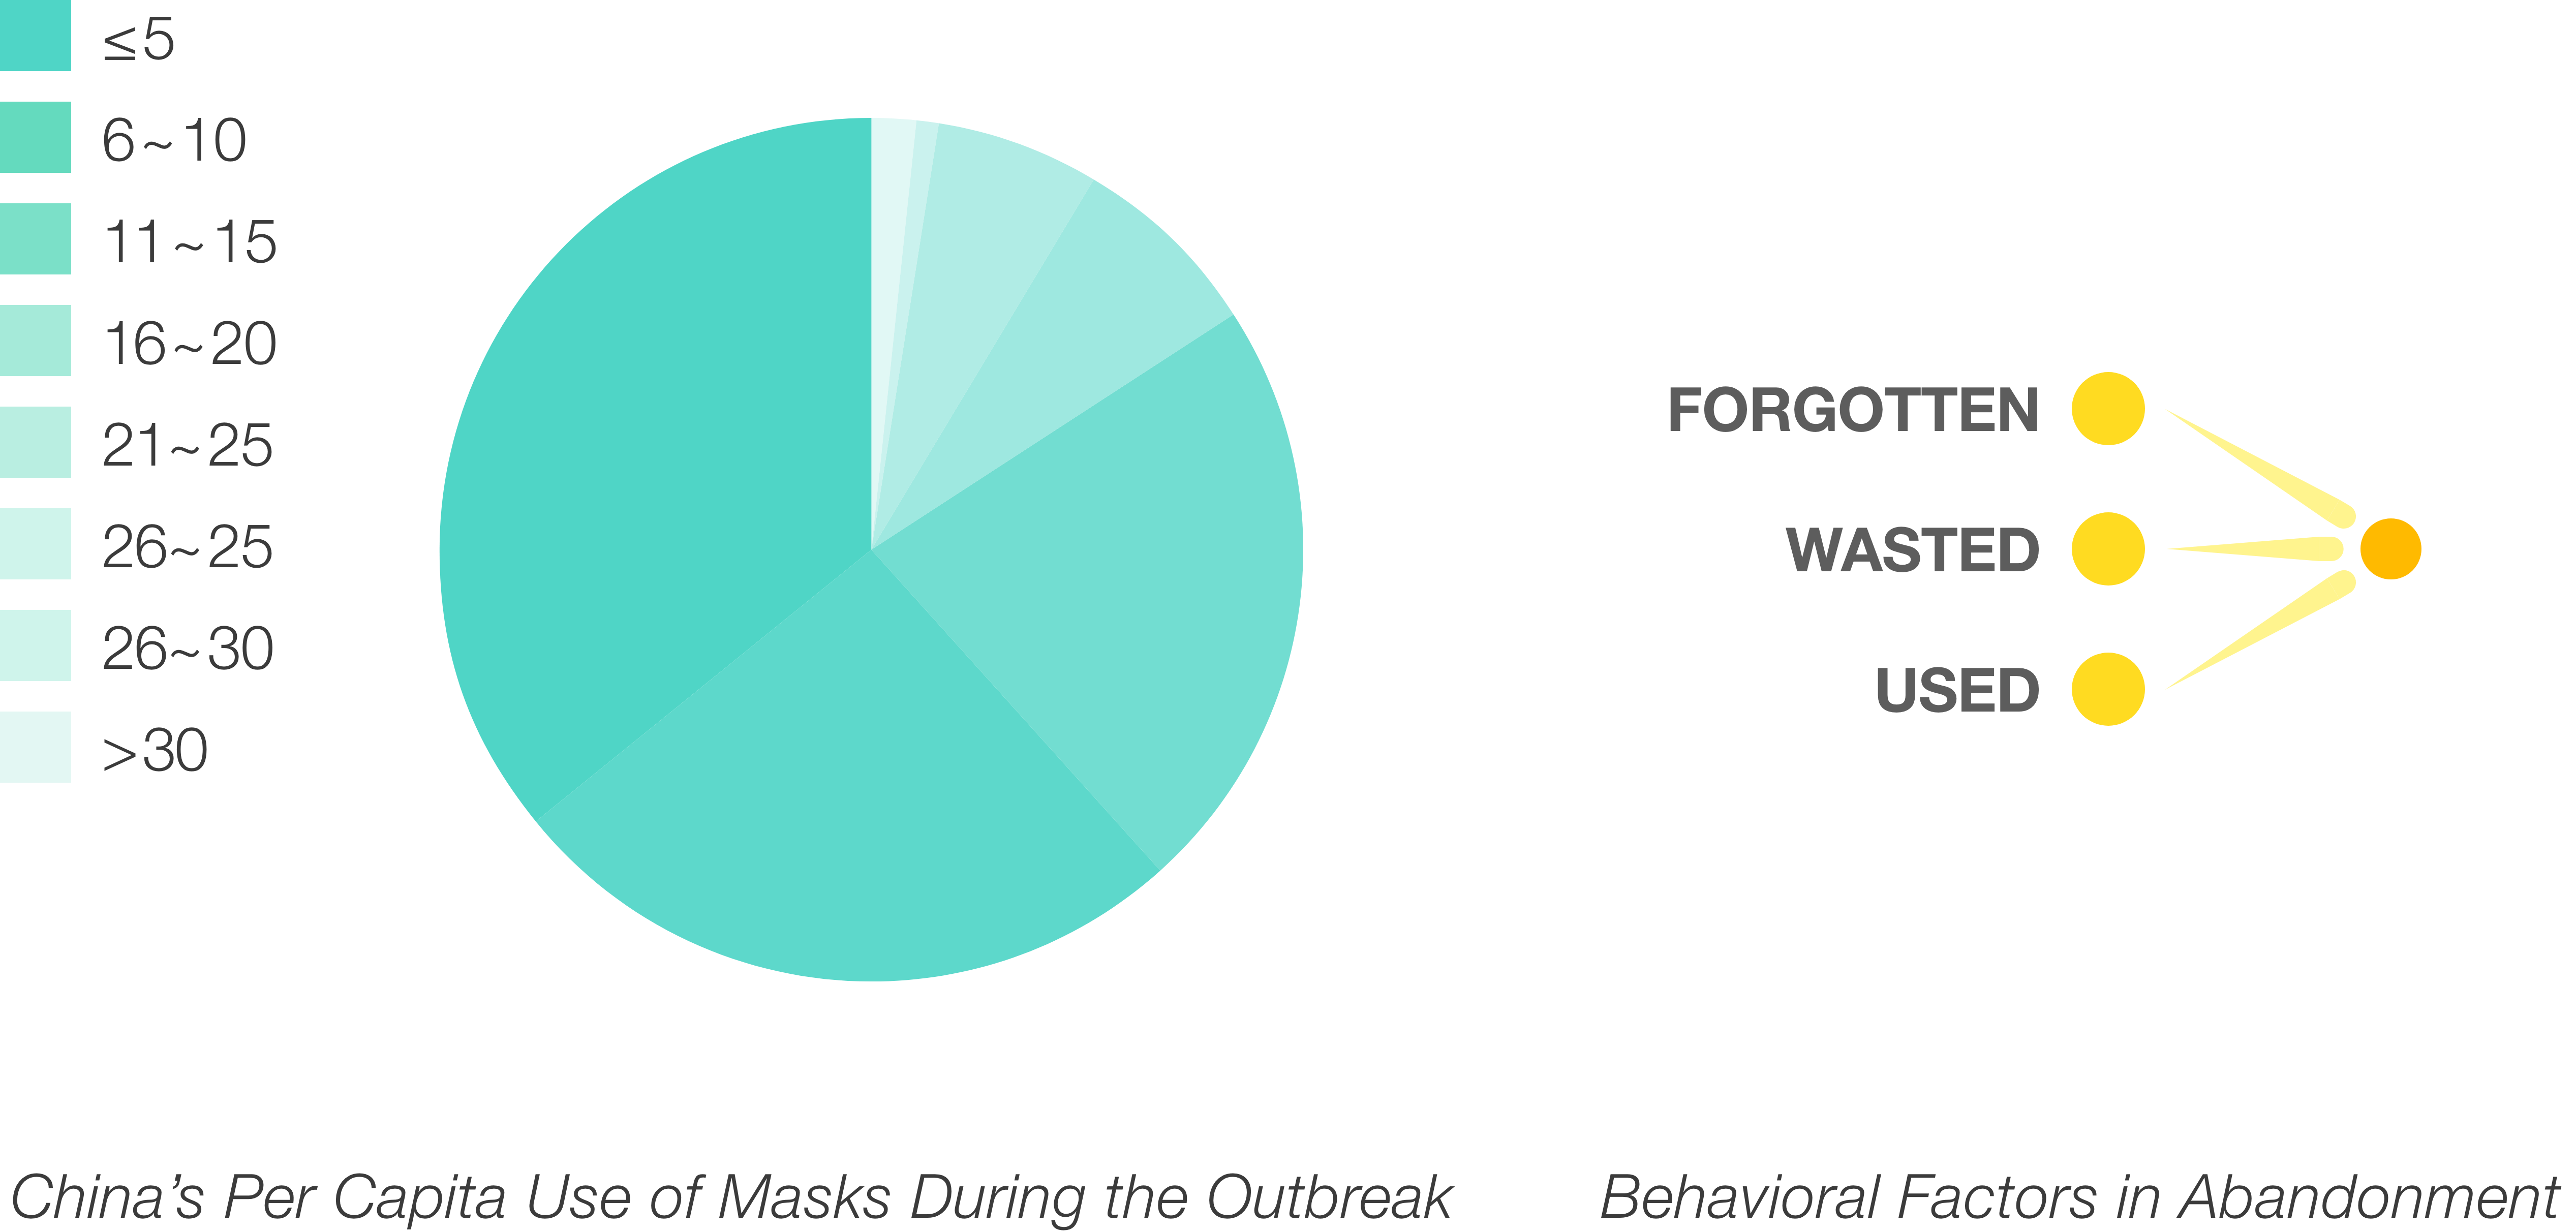 ≤5
6~10
11~15
16~20
21~25
26~25
26~30
>30
FORGOTTEN
WASTED
USED
China’s Per Capita Use of Masks During the Outbreak
Behavioral Factors in Abandonment